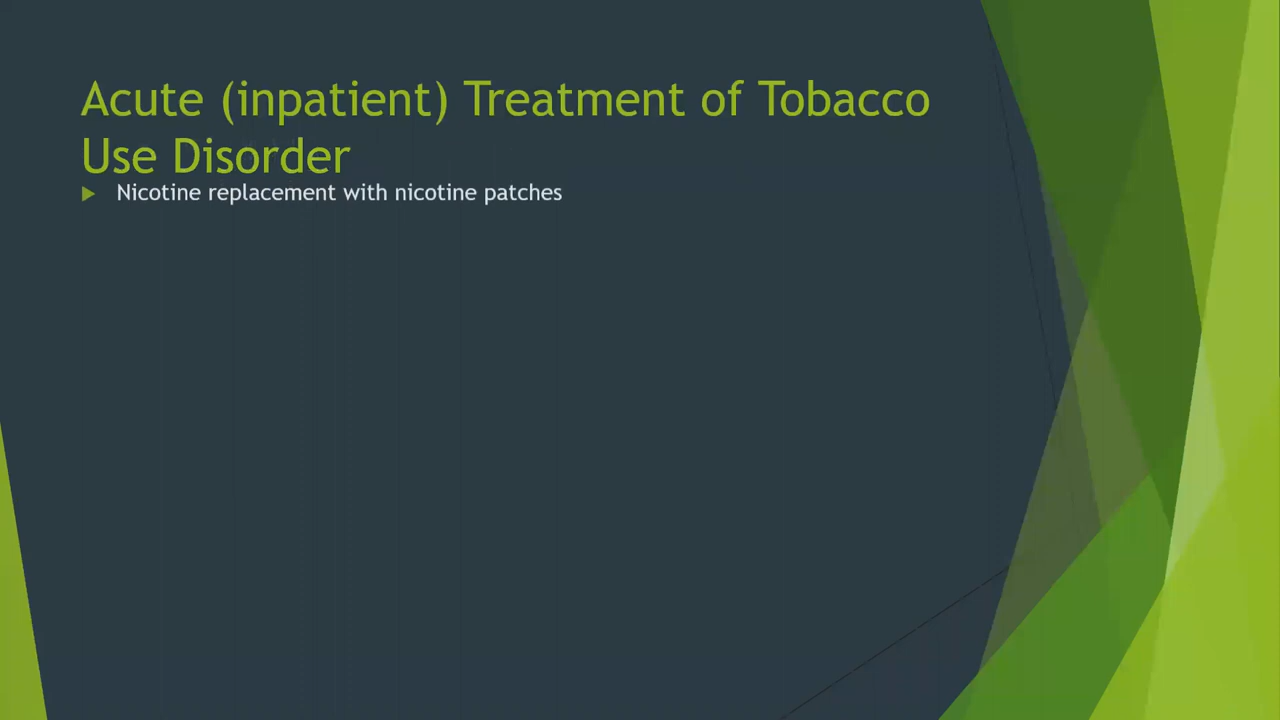 Acute (inpatient) Treatment of Tobacco
Use Disorder
Nicotine replacement with nicotine patches